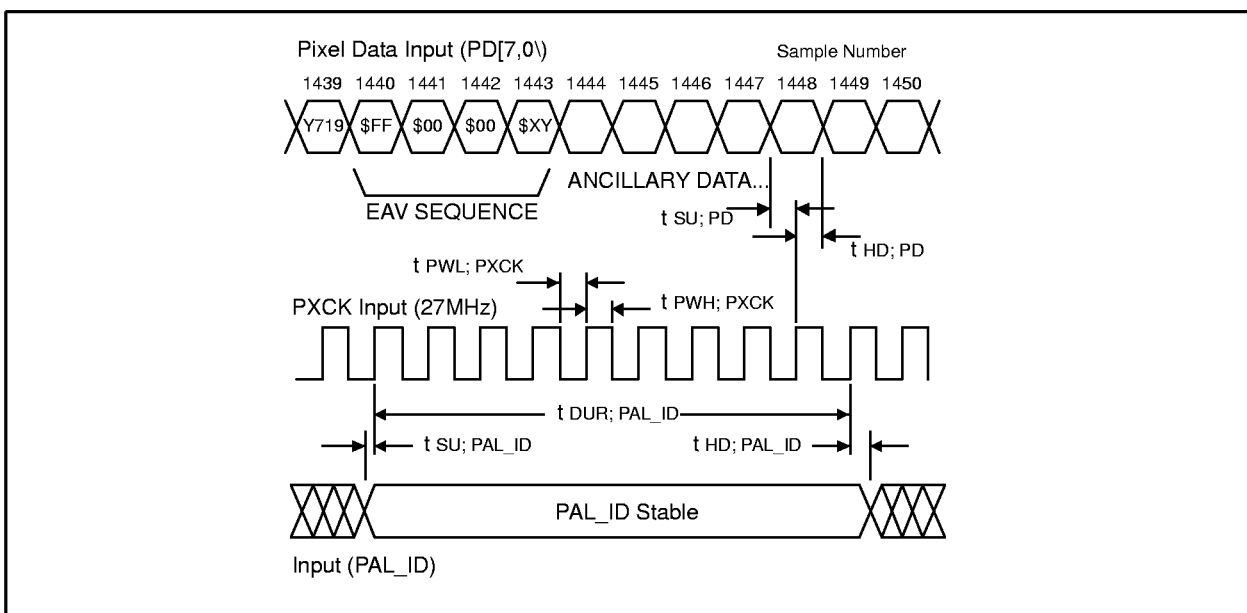 Pixel Data Input (PD[7,0\)
Sample Number
1439 1440 1441 1442 1443 1444 1445 1446 1447 1448 1449 1450
Y719 $FF $00 $00 $XY
ANCILLARY DATA...
EAV SEQUENCE
t SU; PD
t HD; PD
t PWL; PXCK
t PWH; PXCK
PXCK Input (27MHz)
t DUR; PAL_ID
t SU; PAL_ID
t HD; PAL_ID
PAL_ID Stable
Input (PAL_ID)